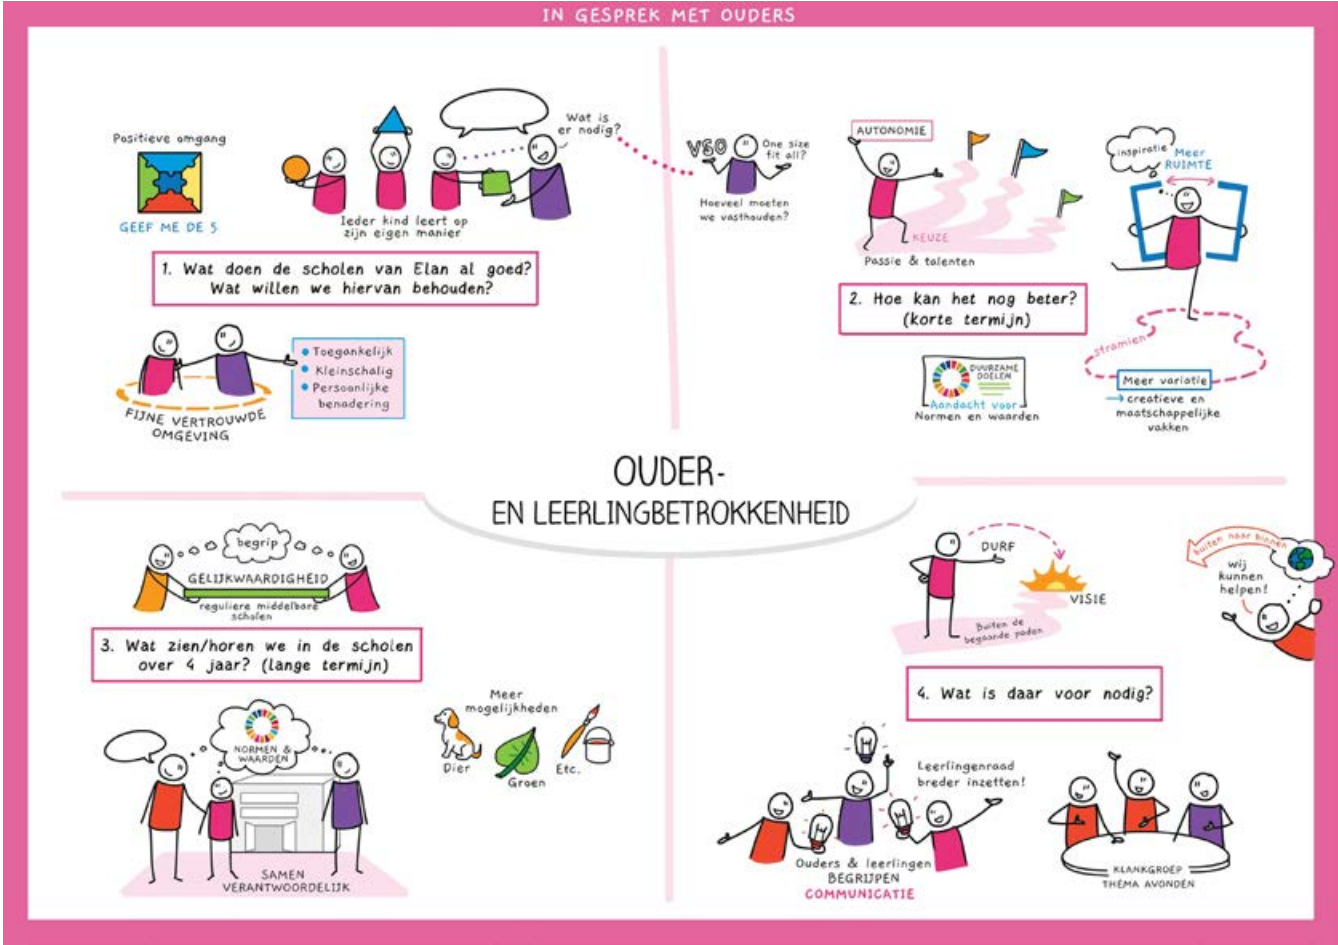 IN GESPREK MET OUDERS
Positieve omgang
GEEF ME DE 5
Ieder kind leert op
zijn eigen manier
Wat is
er nodig?
1. Wat doen de scholen van Elan al goed?
Wat willen we hiervan behouden?
FIJNE VERTROUWDE
OMGEVING
• Toegankelijk
• Kleinschalig
• Persoonlijke
benadering
VSO
One size
fit all?
Hoeveel moeten
we vasthouden?
AUTONOMIE
KEUZE
Passie & talenten
inspiratie
Meer
RUIMTE
2. Hoe kan het nog beter?
(korte termijn)
DUURZAME
DOELEN
Aandacht voor
Normen en waarden
stramien
Meer variatie
→ creatieve en
maatschappelijke
vakken
OUDER-
EN LEERLINGBETROKKENHEID
begrip
GELIJKWAARDIGHEID
reguliere middelbare
scholen
3. Wat zien/horen we in de scholen
over 4 jaar? (lange termijn)
NORMEN &
WAARDEN
SAMEN
VERANTWOORDELIJK
Meer
mogelijkheden
Dier
Groen
Etc.
DURF
VISIE
Buiten de
begaande paden
buiten naar binnen
wij
kunnen
helpen!
4. Wat is daar voor nodig?
Leerlingenraad
breder inzetten!
Ouders & leerlingen
BEGRIJPEN
COMMUNICATIE
KLANKGROEP
THEMA AVONDEN